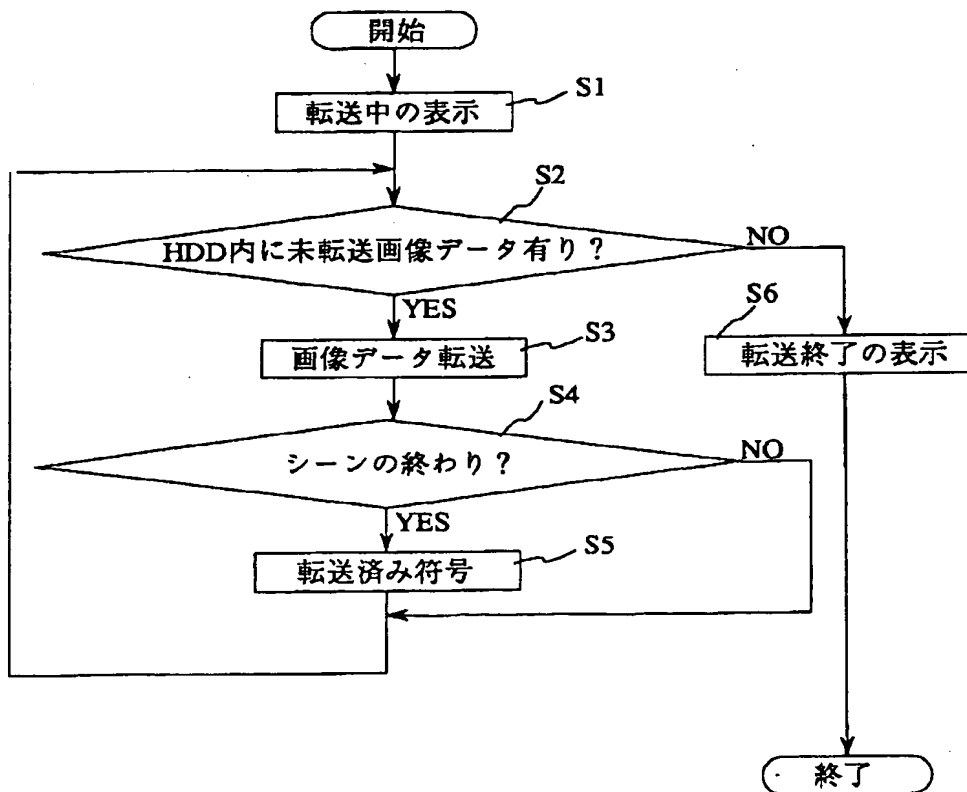 開始
S1
転送中の表示
S2
HDD内に未転送画像データ有り？
NO
YES
S6
転送終了の表示
S3
画像データ転送
S4
シーンの終わり？
NO
YES
S5
転送済み符号
終了